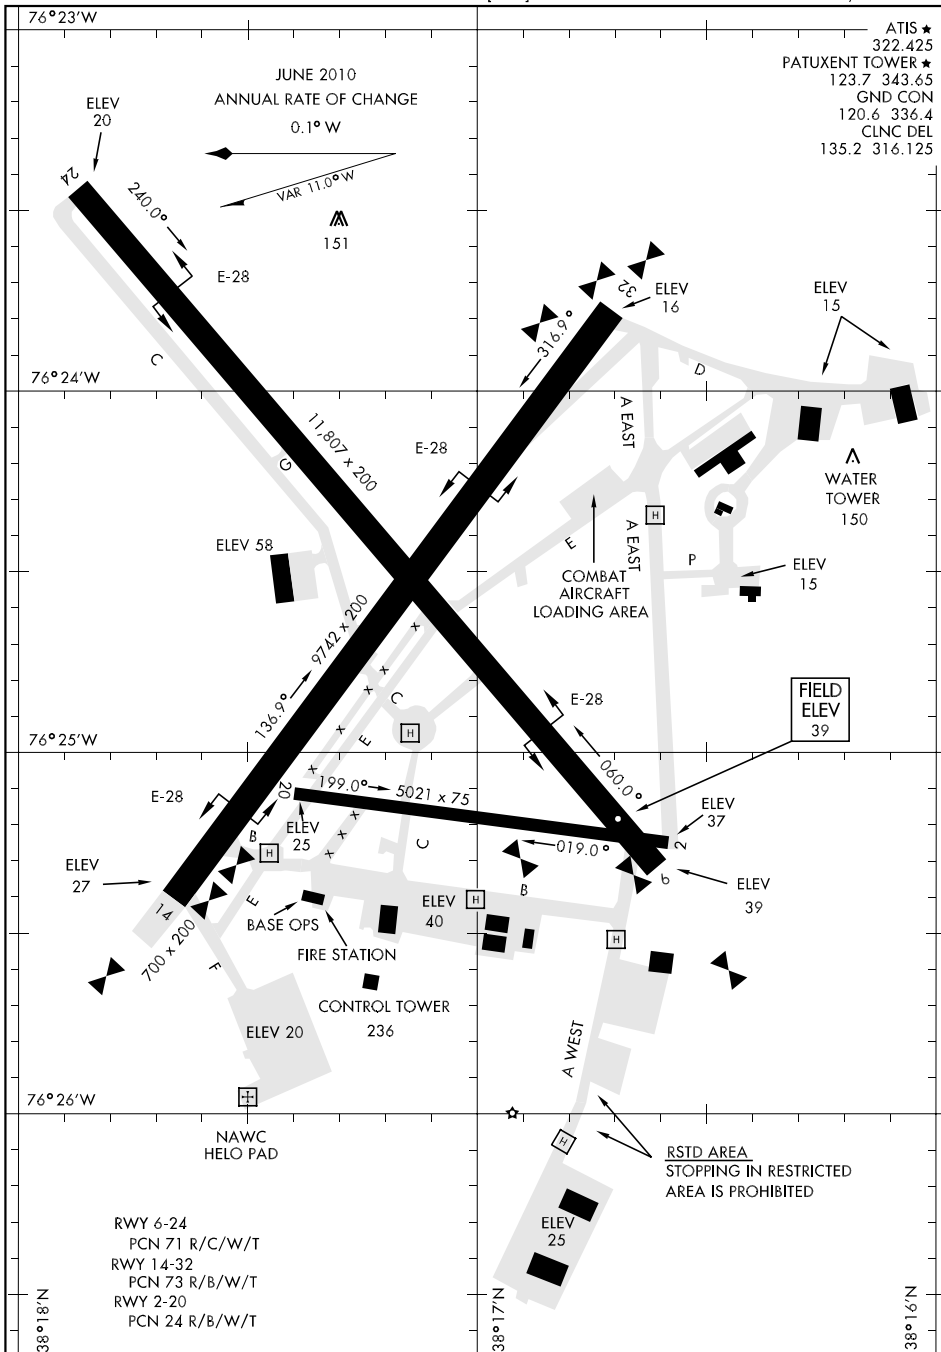 76°23'W
ATIS ★
322.425
PATUXENT TOWER ★
123.7 343.65
GND CON
120.6 336.4
CLNC DEL
135.2 316.125
JUNE 2010
ANNUAL RATE OF CHANGE
0.1° W
VAR 11.0° W
ELEV
20
24
240.0°
151
E-28
C
32
ELEV
16
316.9°
ELEV
15
76°24'W
D
A EAST
11,807 x 200
E-28
G
WATER
TOWER
150
H
A EAST
ELEV 58
E
P
ELEV
15
COMBAT
AIRCRAFT
LOADING AREA
9742 x 200
x
x
x
C
136.9°
E-28
FIELD
ELEV
39
E
x
H
76°25'W
x
060.0°
E-28
20
199.0°
5021 x 75
ELEV
37
B
ELEV
25
x
x
x
C
019.0°
2
H
ELEV
27
B
6
ELEV
39
14
E
BASE OPS
ELEV
40
H
FIRE STATION
H
700 x 200
F
CONTROL TOWER
236
ELEV 20
A WEST
76°26'W
NAWC
HELO PAD
H
RSTD AREA
STOPPING IN RESTRICTED
AREA IS PROHIBITED
RWY 6-24
PCN 71 R/C/W/T
RWY 14-32
PCN 73 R/B/W/T
RWY 2-20
PCN 24 R/B/W/T
ELEV
25
38°18'N
38°17'N
38°16'N